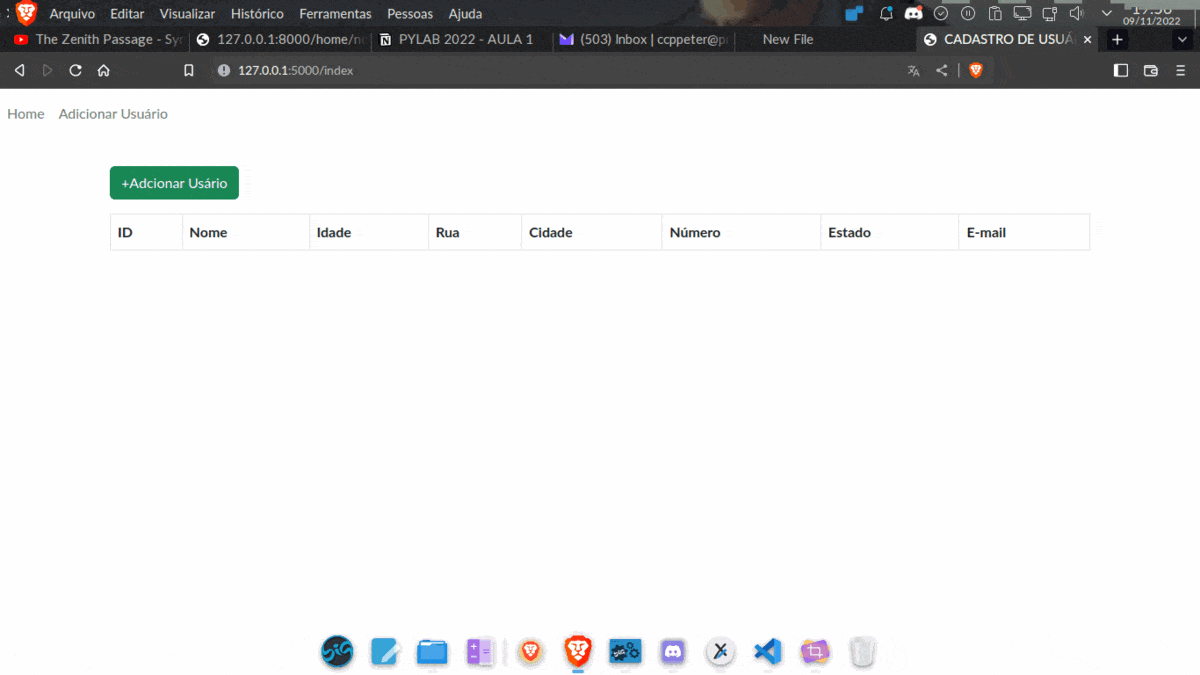 Arquivo Editar Visualizar Histórico Ferramentas Pessoas Ajuda
09/11/2022
The Zenith Passage - Sy 127.0.0.1:8000/home/n PYLAB 2022 - AULA 1 (503) Inbox | ccppeter@p New File CADASTRO DE USUÁ
127.0.0.1:5000/index
Home Adicionar Usuário
+Adcionar Usário
ID Nome Idade Rua Cidade Número Estado E-mail